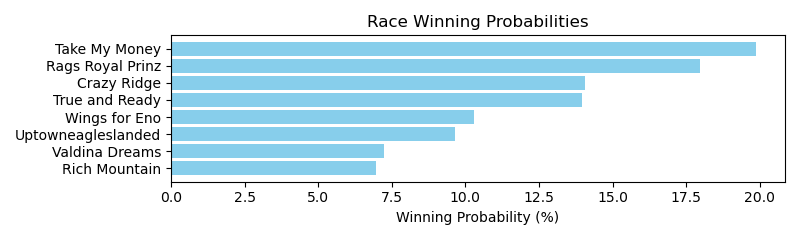 Race Winning Probabilities
Take My Money
Rags Royal Prinz
Crazy Ridge
True and Ready
Wings for Eno
Uptowneagleslanded
Valdina Dreams
Rich Mountain
0.0 2.5 5.0 7.5 10.0 12.5 15.0 17.5 20.0
Winning Probability (%)